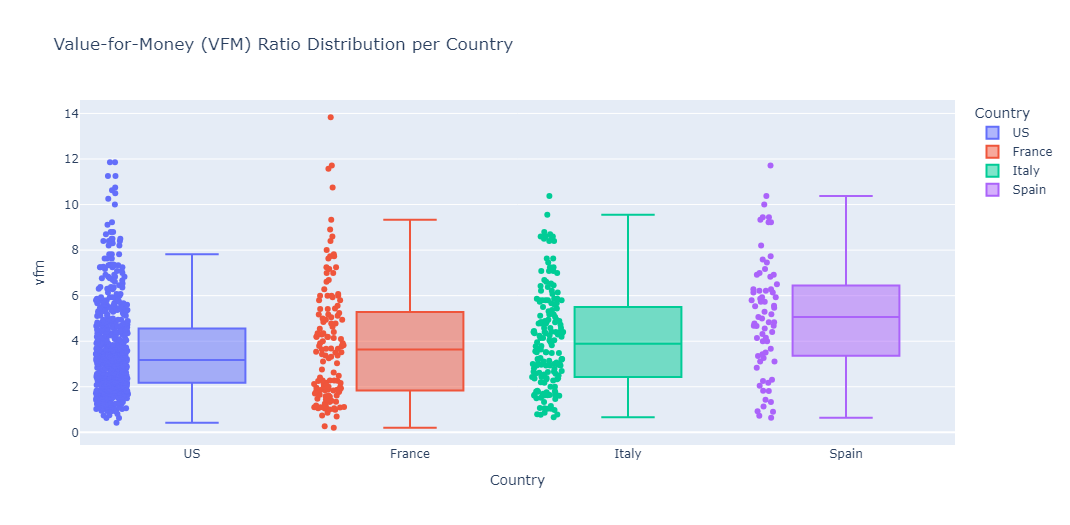 Value-for-Money (VFM) Ratio Distribution per Country
14
12
10
8
6
4
2
0
vfm
US
France
Italy
Spain
Country
Country
US
France
Italy
Spain